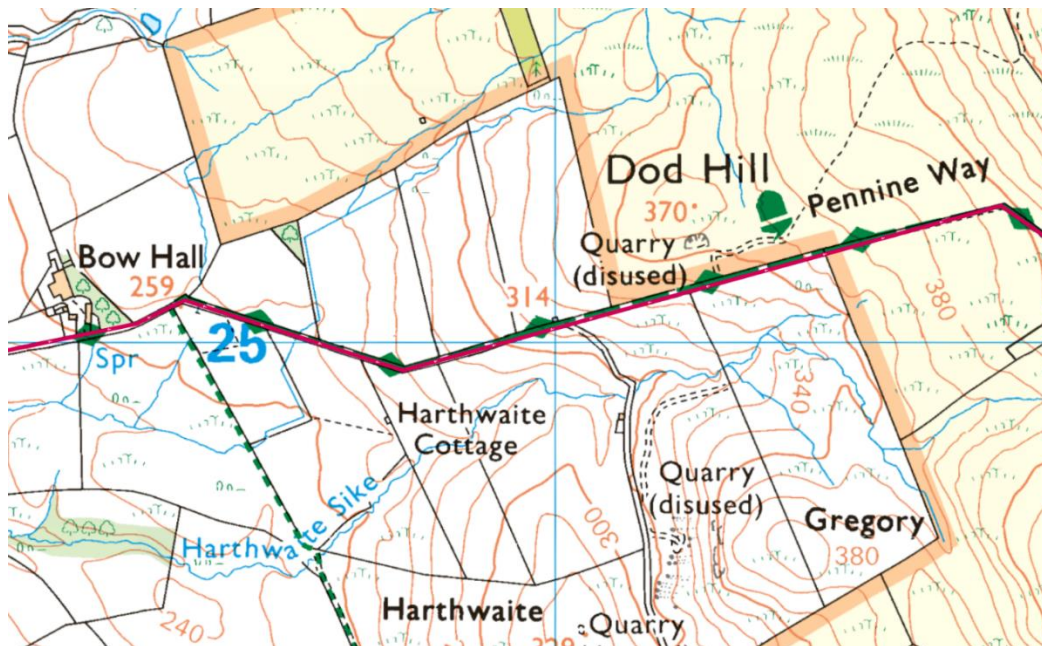 Dod Hill
370
Pennine Way
Quarry
(disused)
Bow Hall
259
314
380
25
Spr
340
Harthwaite
Cottage
Quarry
(disused)
Harthwaite Sike
300
Gregory
380
Harthwaite
240
Quarry